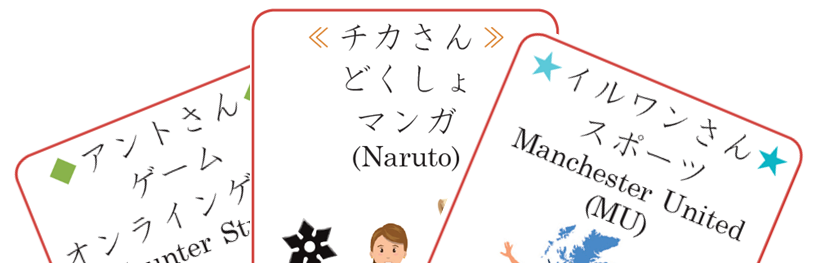 アントさん
ゲーム
オンラインゲ
チカさん
どくしょ
マンガ
(Naruto)
イルワンさん
スポーツ
Manchester United
(MU)